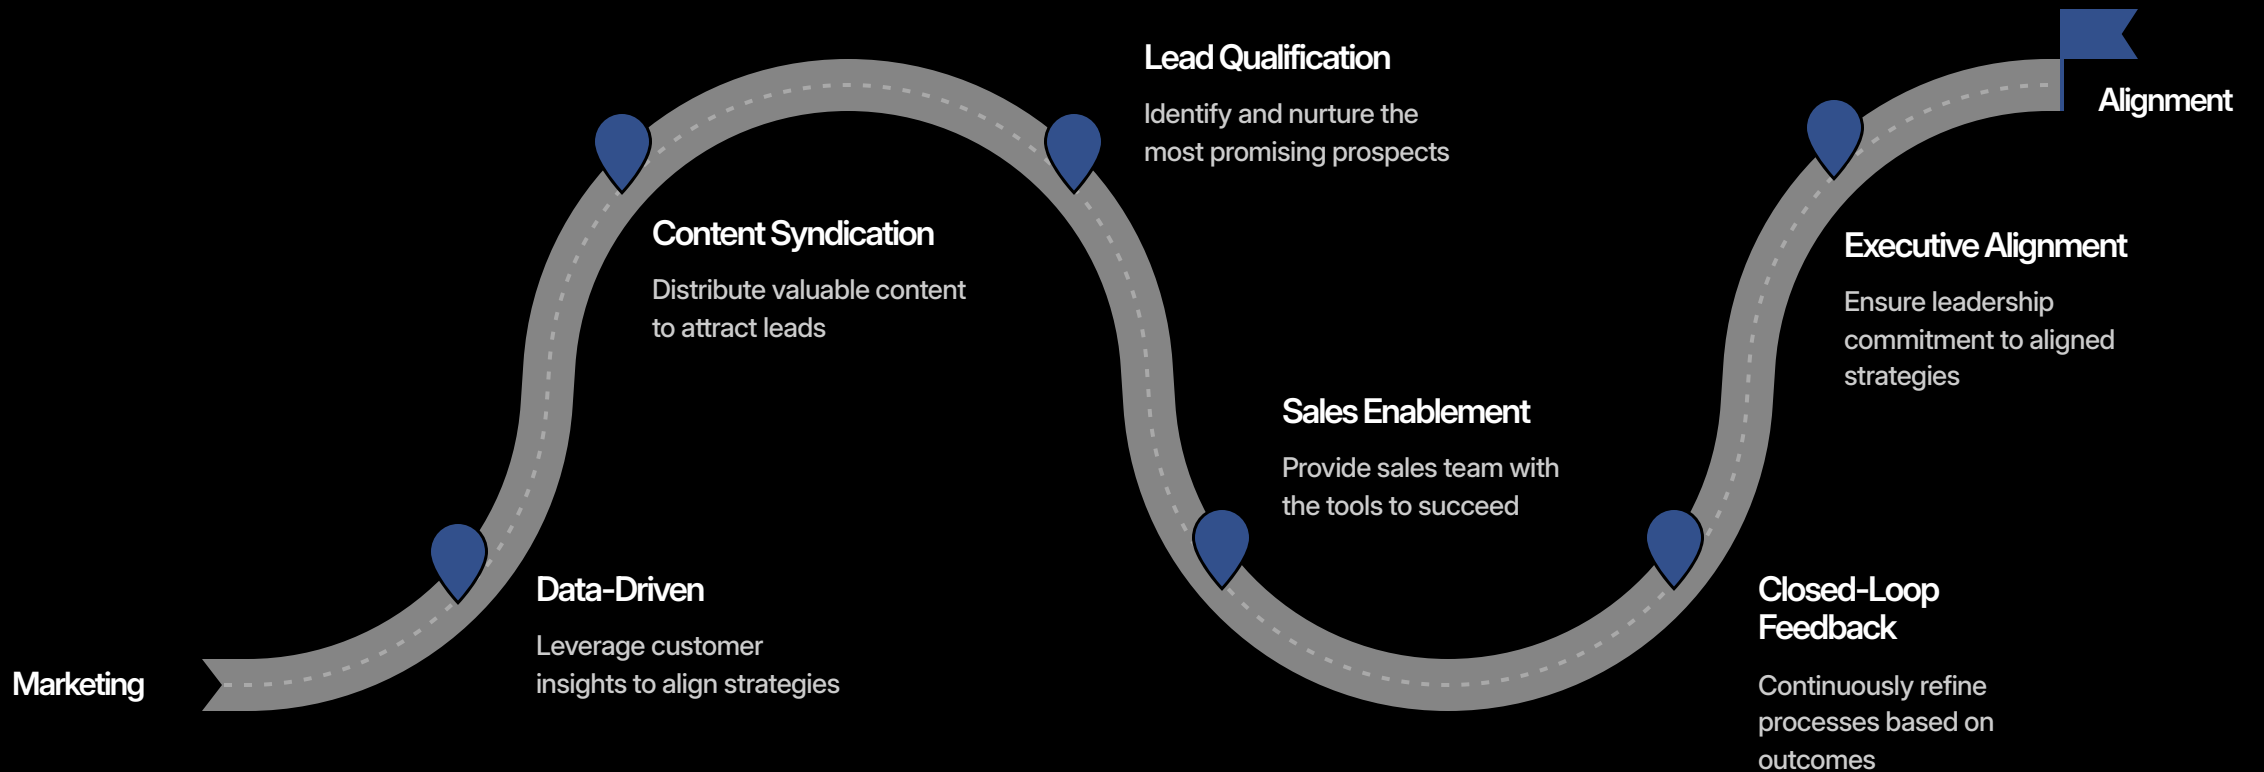 Marketing
Data-Driven
Leverage customer
insights to align strategies
Content Syndication
Distribute valuable content
to attract leads
Lead Qualification
Identify and nurture the
most promising prospects
Sales Enablement
Provide sales team with
the tools to succeed
Closed-Loop
Feedback
Continuously refine
processes based on
outcomes
Executive Alignment
Ensure leadership
commitment to aligned
strategies
Alignment